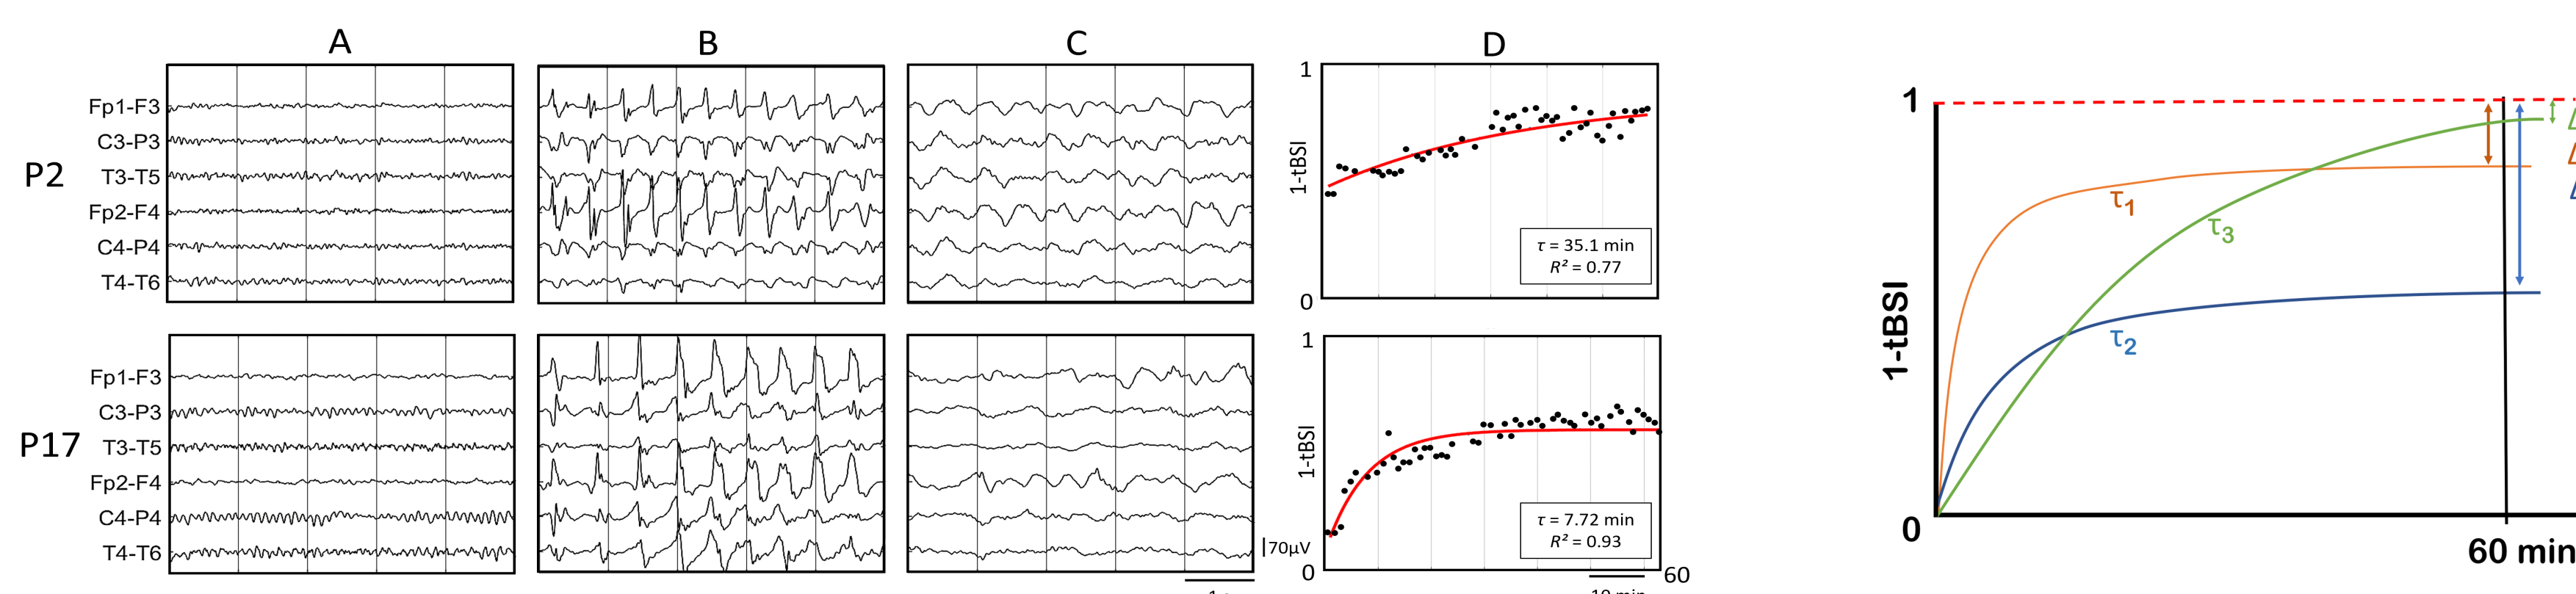 A B C D
P2
Fp1-F3
C3-P3
T3-T5
Fp2-F4
C4-P4
T4-T6
1
1-tBSI
τ = 35.1 min
R² = 0.77
0
P17
Fp1-F3
C3-P3
T3-T5
Fp2-F4
C4-P4
T4-T6
70µV
1
1-tBSI
τ = 7.72 min
R² = 0.93
0
60
1
1-tBSI
τ1
τ3
τ2
0
60 min